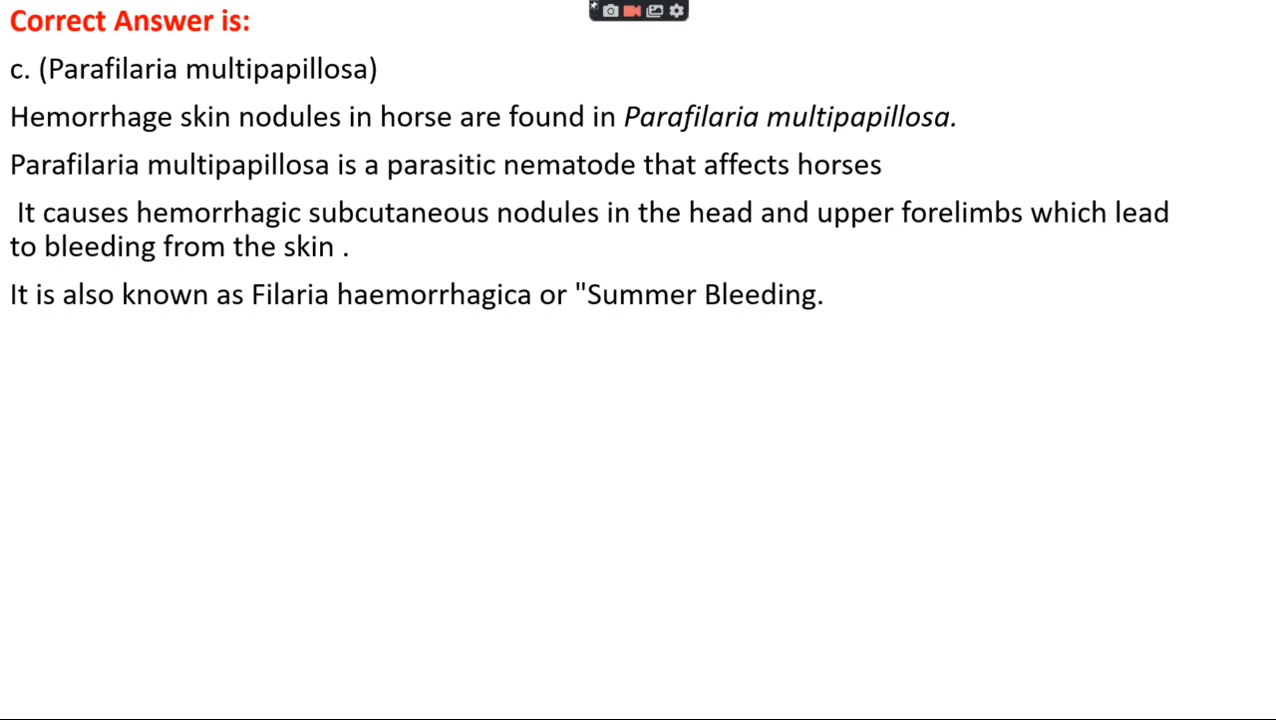 Correct Answer is:
c. (Parafilaria multipapillosa)
Hemorrhage skin nodules in horse are found in Parafilaria multipapillosa.
Parafilaria multipapillosa is a parasitic nematode that affects horses
It causes hemorrhagic subcutaneous nodules in the head and upper forelimbs which lead
to bleeding from the skin .
It is also known as Filaria haemorrhagica or "Summer Bleeding.